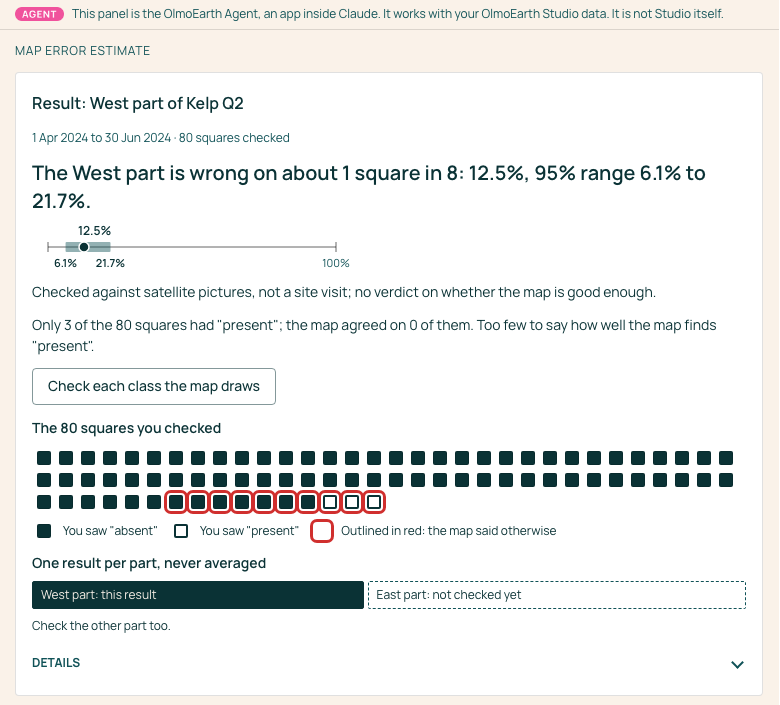 AGENT This panel is the OlmoEarth Agent, an app inside Claude. It works with your OlmoEarth Studio data. It is not Studio itself.
MAP ERROR ESTIMATE
Result: West part of Kelp Q2
1 Apr 2024 to 30 Jun 2024 · 80 squares checked
The West part is wrong on about 1 square in 8: 12.5%, 95% range 6.1% to
21.7%.
12.5%
6.1% 21.7% 100%
Checked against satellite pictures, not a site visit; no verdict on whether the map is good enough.
Only 3 of the 80 squares had "present"; the map agreed on 0 of them. Too few to say how well the map finds
"present".
Check each class the map draws
The 80 squares you checked
You saw "absent" You saw "present" Outlined in red: the map said otherwise
One result per part, never averaged
West part: this result East part: not checked yet
Check the other part too.
DETAILS